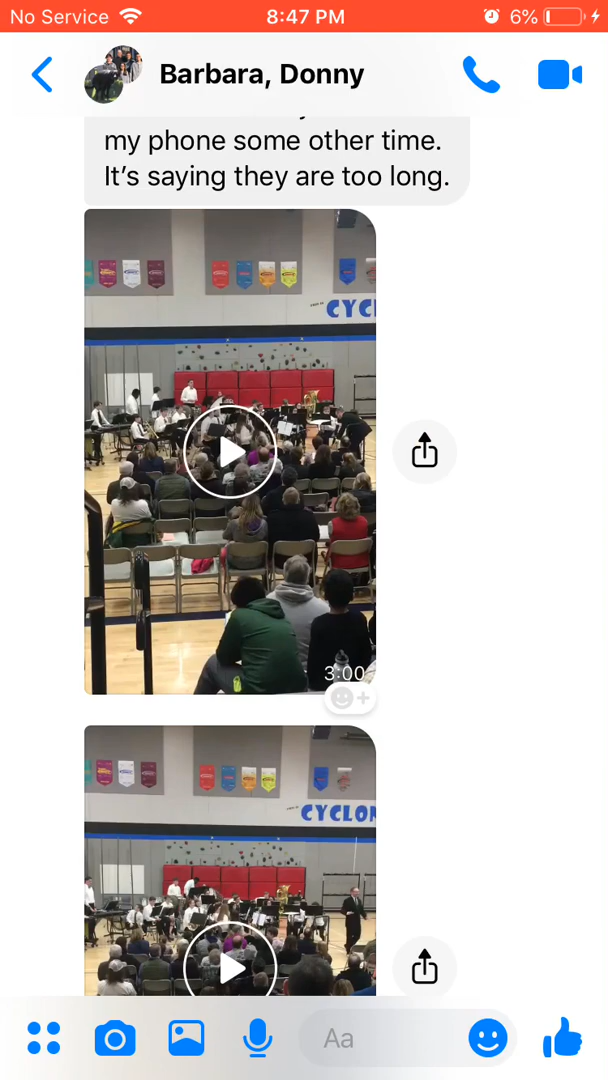 No Service 8:47 PM 6%
Barbara, Donny
my phone some other time.
It's saying they are too long.
CYCL
3:00
CYCLON
Aa